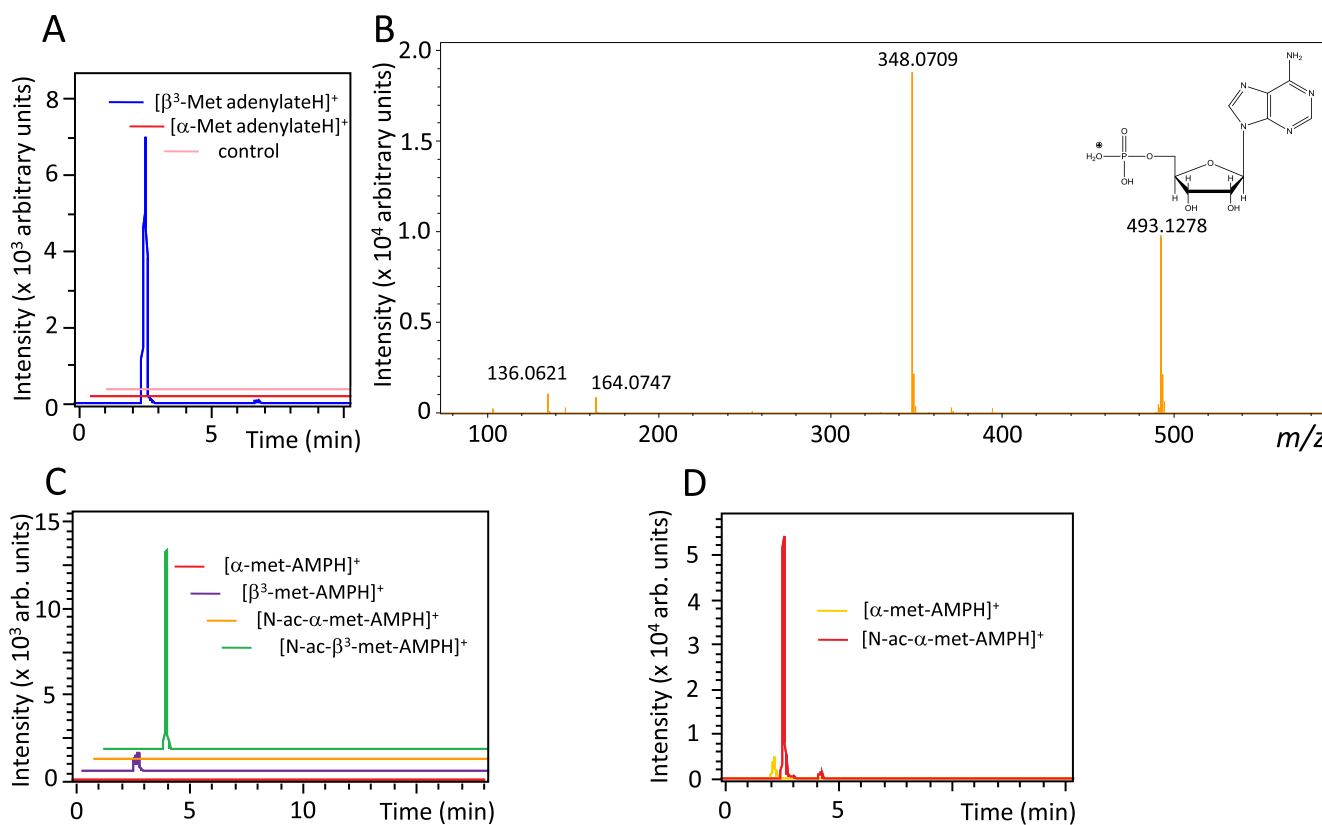 A
Intensity (x 10³ arbitrary units)
8
6
4
2
0
[β³-Met adenylateH]⁺
[α-Met adenylateH]⁺
control
0
5
Time (min)
B
Intensity (x 10⁴ arbitrary units)
2.0
1.5
1.0
0.5
0
348.0709
493.1278
136.0621
164.0747
NH₂
N
N
N
N
O
⊕
H₂O
P
O
O
OH
H
H
H
H
OH
OH
100
200
300
400
500
m/z
C
Intensity (x 10³ arb. units)
15
10
5
0
[α-met-AMPH]⁺
[β³-met-AMPH]⁺
[N-ac-α-met-AMPH]⁺
[N-ac-β³-met-AMPH]⁺
0
5
10
Time (min)
D
Intensity (x 10⁴ arb. units)
5
4
3
2
1
0
[α-met-AMPH]⁺
[N-ac-α-met-AMPH]⁺
0
5
Time (min)